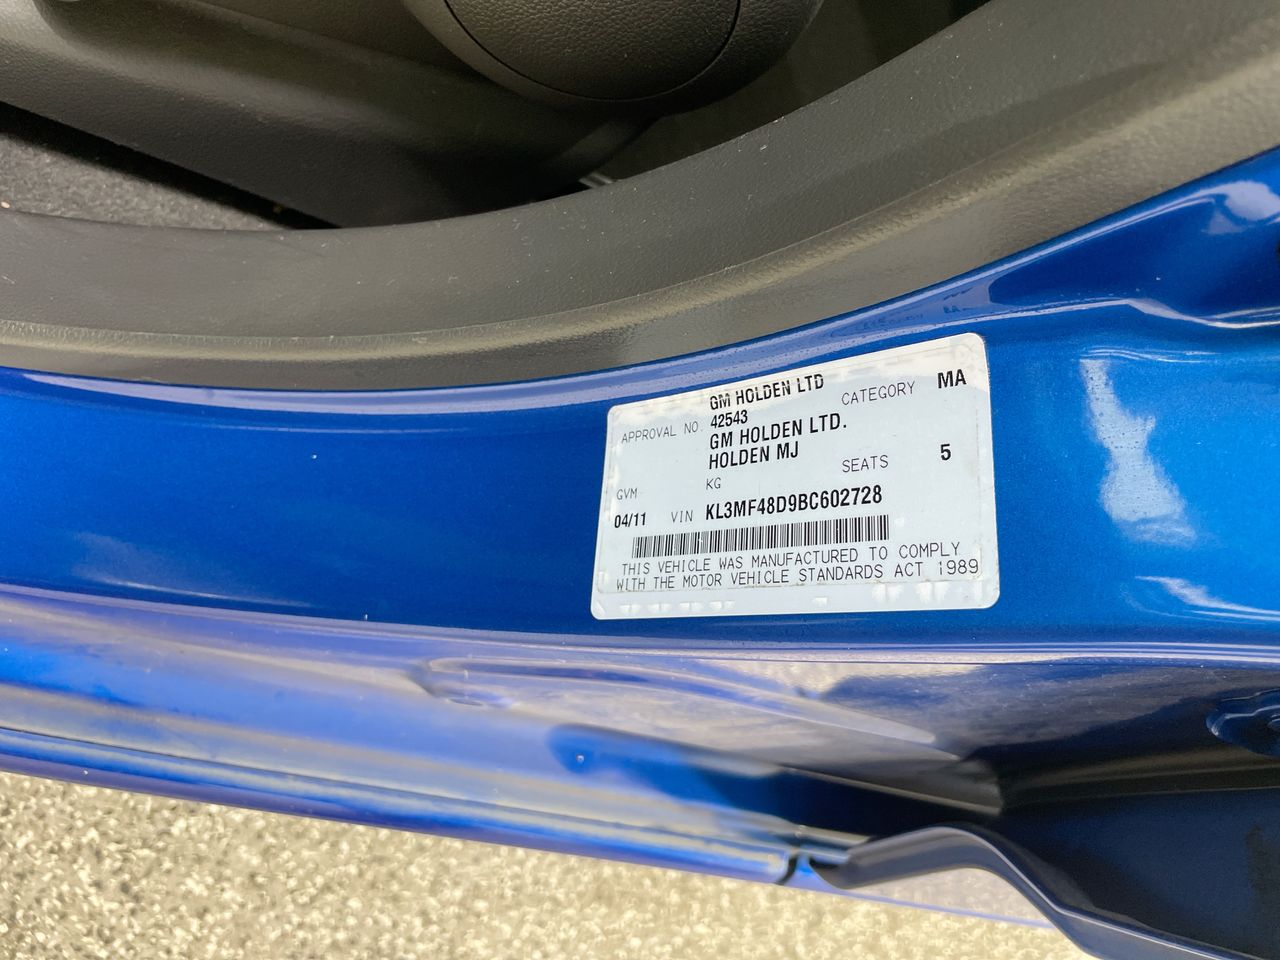 GM HOLDEN LTD
APPROVAL NO. 42543 CATEGORY MA
GM HOLDEN LTD.
HOLDEN MJ SEATS 5
GVM KG
04/11 VIN KL3MF48D9BC602728
THIS VEHICLE WAS MANUFACTURED TO COMPLY
WITH THE MOTOR VEHICLE STANDARDS ACT 1989